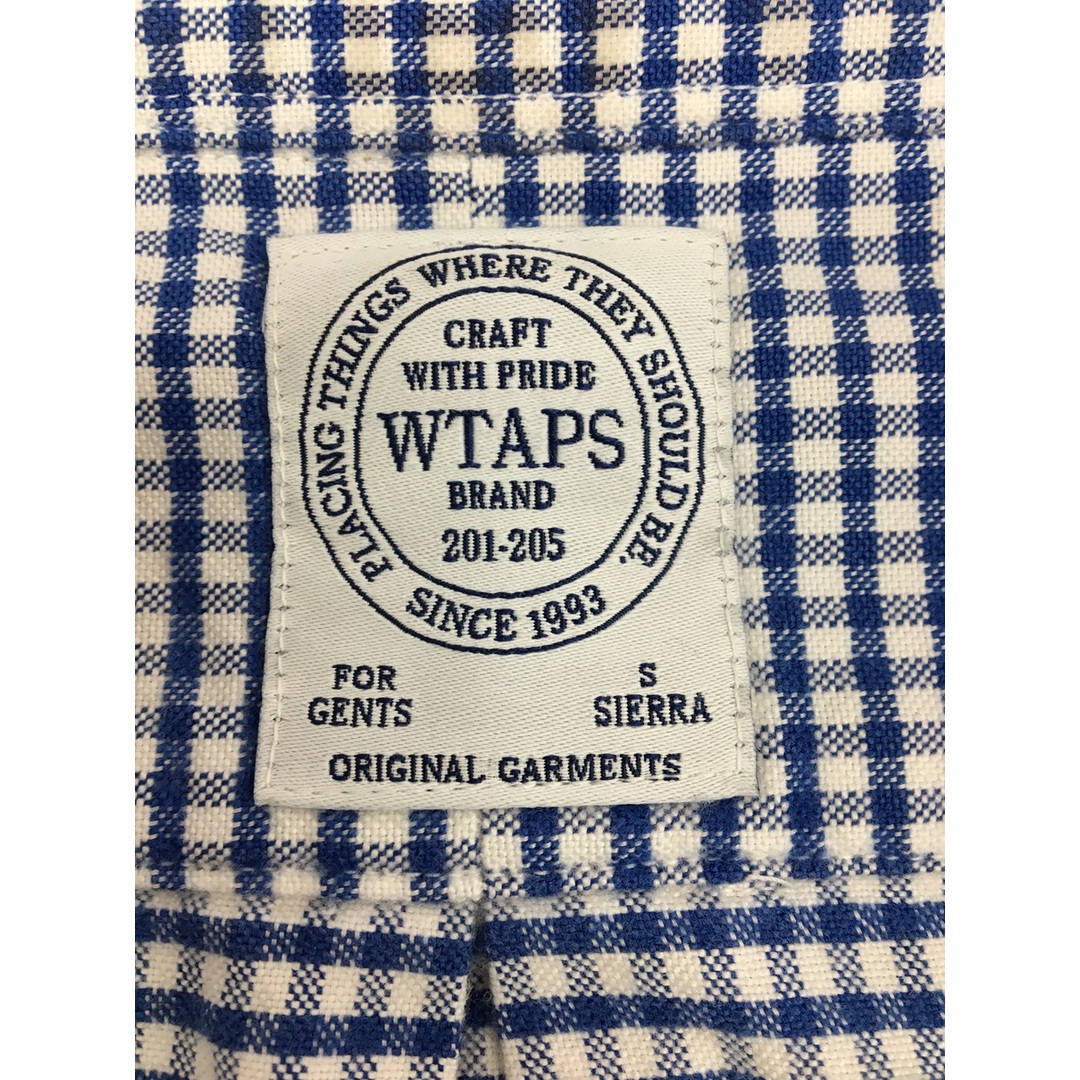 PLACING THINGS WHERE THEY SHOULD BE.
CRAFT
WITH PRIDE
WTAPS
BRAND
201-205
SINCE 1993
FOR
GENTS
S
SIERRA
ORIGINAL GARMENTS